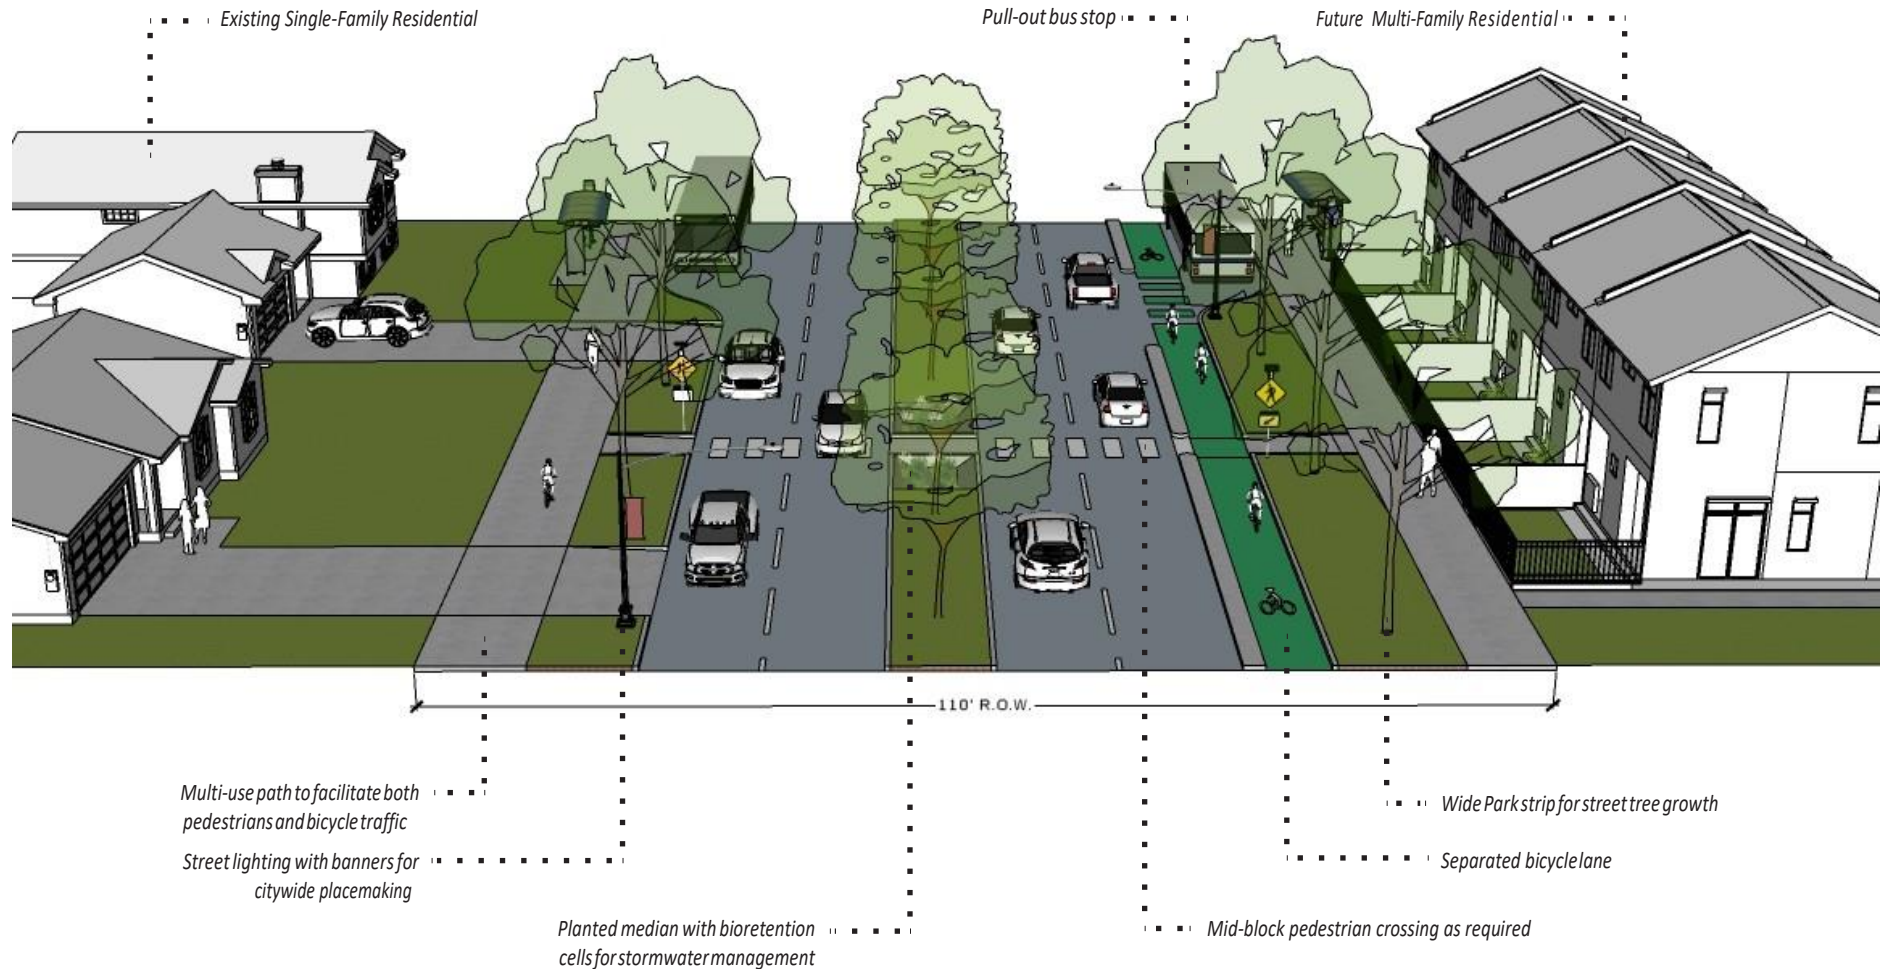 Existing Single-Family Residential
Pull-out bus stop
Future Multi-Family Residential
110' R.O.W.
Multi-use path to facilitate both
pedestrians and bicycle traffic
Wide Park strip for street tree growth
Street lighting with banners for
citywide placemaking
Separated bicycle lane
Planted median with bioretention
cells for stormwater management
Mid-block pedestrian crossing as required